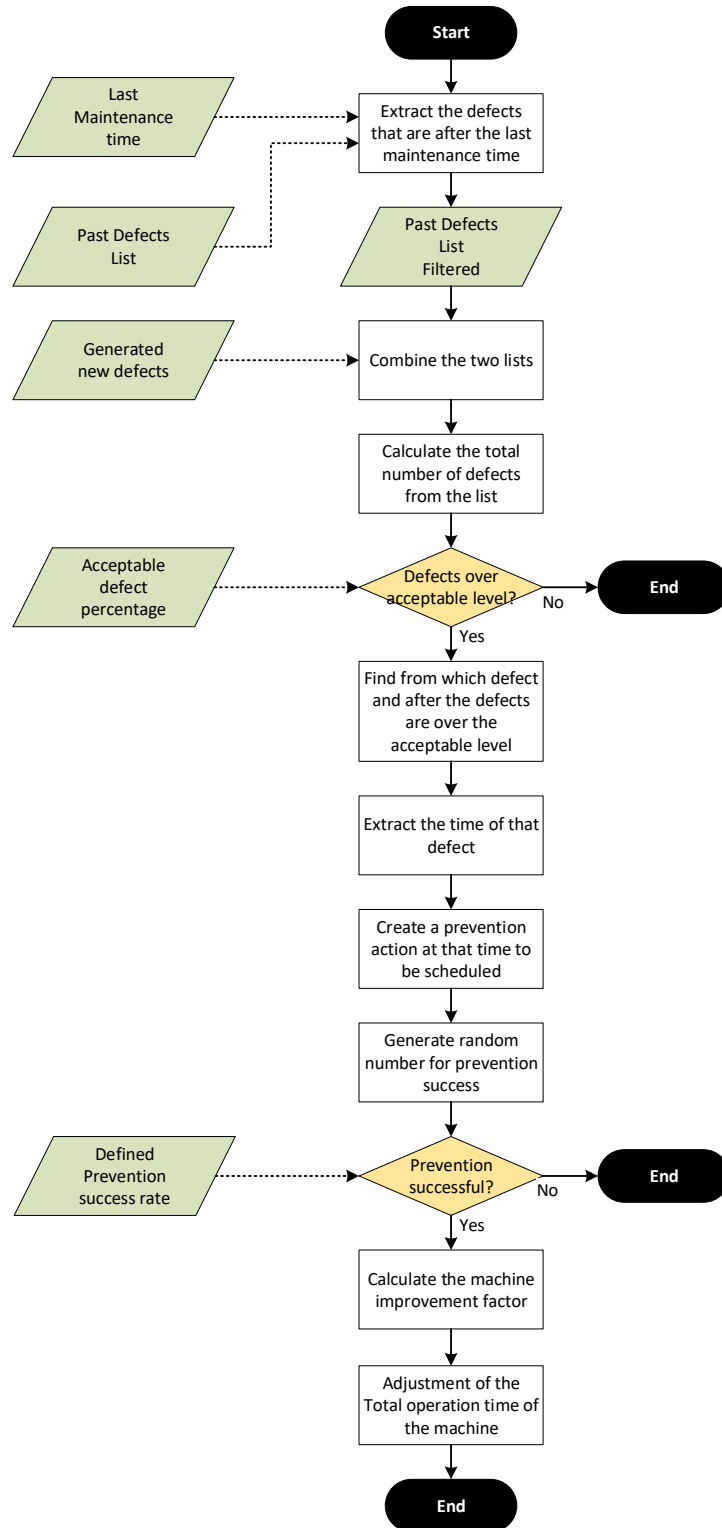 Start
Last
Maintenance
time
Extract the defects
that are after the last
maintenance time
Past Defects
List
Past Defects
List
Filtered
Generated
new defects
Combine the two lists
Calculate the total
number of defects
from the list
Acceptable
defect
percentage
Defects over
acceptable level?
No
End
Yes
Find from which defect
and after the defects
are over the
acceptable level
Extract the time of that
defect
Create a prevention
action at that time to
be scheduled
Generate random
number for prevention
success
Defined
Prevention
success rate
Prevention
successful?
No
End
Yes
Calculate the machine
improvement factor
Adjustment of the
Total operation time of
the machine
End